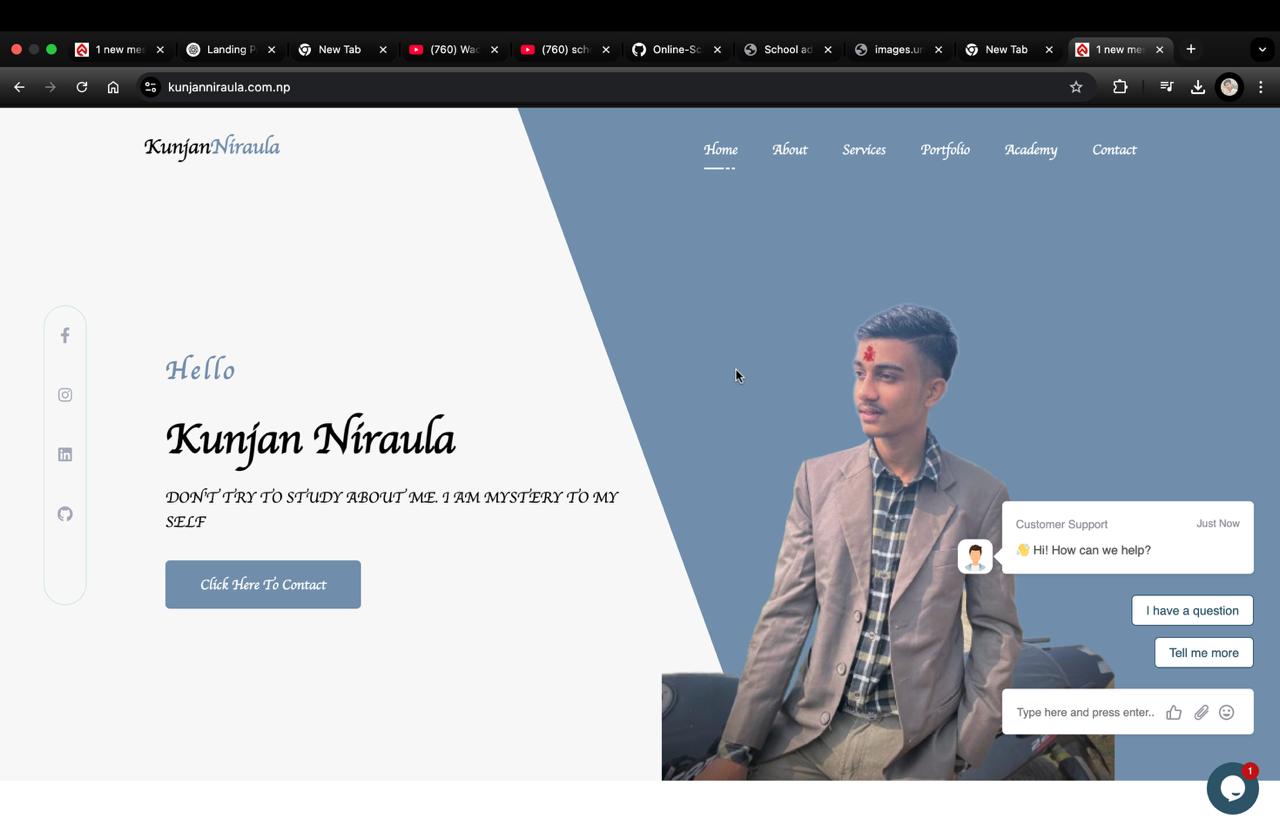 1 new me
Landing P
New Tab
(760) Wac
(760) sch
Online-Sc
School ad
images.ur
New Tab
1 new me
kunjanniraula.com.np
KunjanNiraula
Home
About
Services
Portfolio
Academy
Contact
Hello
Kunjan Niraula
DON'T TRY TO STUDY ABOUT ME. I AM MYSTERY TO MY
SELF
Click Here To Contact
Customer Support
Just Now
👋 Hi! How can we help?
I have a question
Tell me more
Type here and press enter..
1